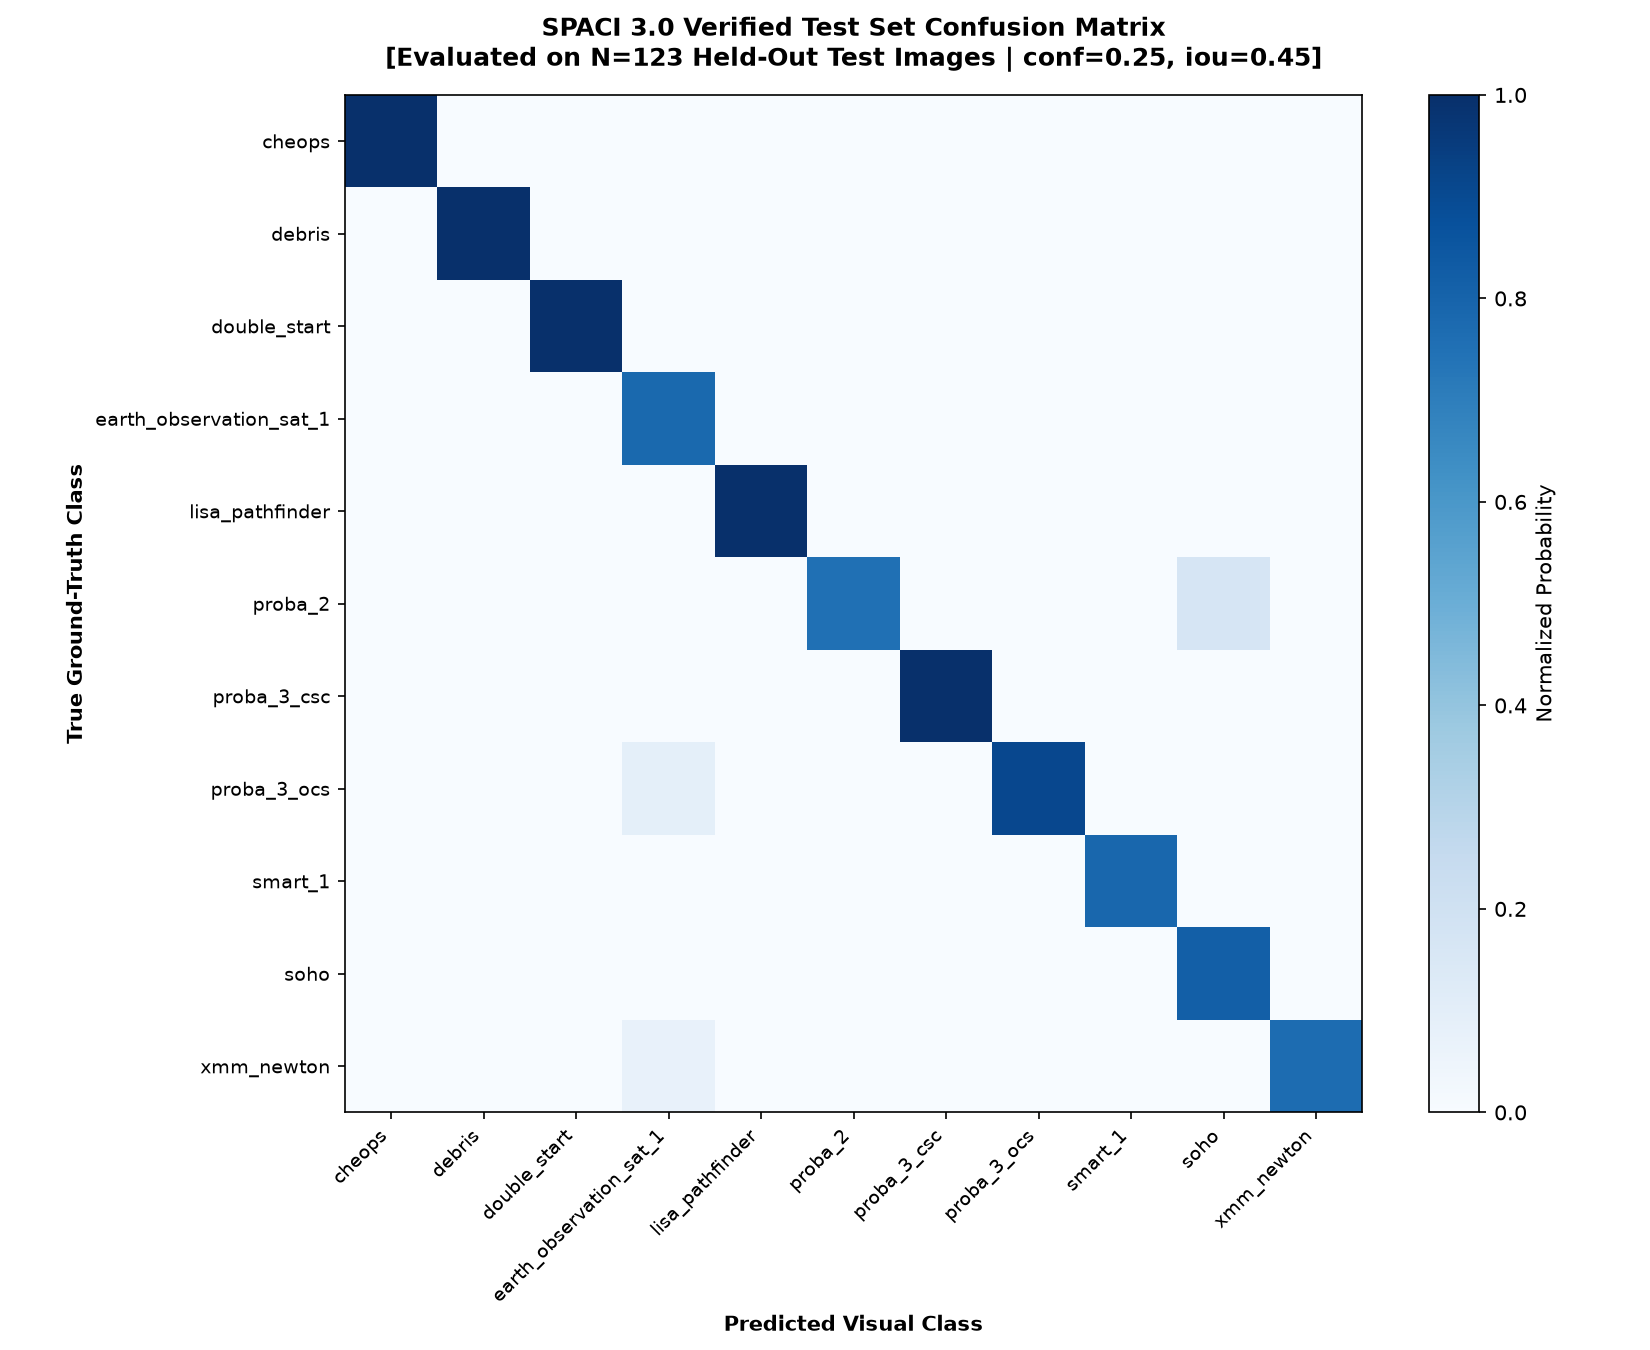 SPACI 3.0 Verified Test Set Confusion Matrix
[Evaluated on N=123 Held-Out Test Images | conf=0.25, iou=0.45]
True Ground-Truth Class
cheops
debris
double_start
earth_observation_sat_1
lisa_pathfinder
proba_2
proba_3_csc
proba_3_ocs
smart_1
soho
xmm_newton
cheops
debris
double_start
earth_observation_sat_1
lisa_pathfinder
proba_2
proba_3_csc
proba_3_ocs
smart_1
soho
xmm_newton
Predicted Visual Class
1.0
0.8
0.6
0.4
0.2
0.0
Normalized Probability